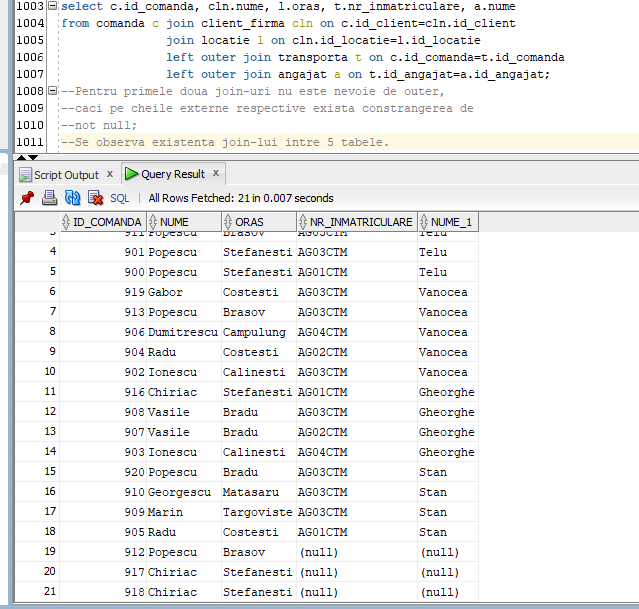 1003 select c.id_comanda, cln.nume, l.oras, t.nr_inmatriculare, a.nume
1004 from comanda c join client_firma cln on c.id_client=cln.id_client
1005 join locatie l on cln.id_locatie=l.id_locatie
1006 left outer join transporta t on c.id_comanda=t.id_comanda
1007 left outer join angajat a on t.id_angajat=a.id_angajat;
1008 --Pentru primele doua join-uri nu este nevoie de outer,
1009 --caci pe cheile externe respective exista constrangerea de
1010 --not null;
1011 --Se observa existenta join-lui intre 5 tabele.
Script Output x Query Result x
SQL | All Rows Fetched: 21 in 0.007 seconds
ID_COMANDA NUME ORAS NR_INMATRICULARE NUME_1
3 911 Popescu Brasov AG03CTM Telu
4 901 Popescu Stefanesti AG03CTM Telu
5 900 Popescu Stefanesti AG01CTM Telu
6 919 Gabor Costesti AG03CTM Vanocea
7 913 Popescu Brasov AG03CTM Vanocea
8 906 Dumitrescu Campulung AG04CTM Vanocea
9 904 Radu Costesti AG02CTM Vanocea
10 902 Ionescu Calinesti AG03CTM Vanocea
11 916 Chiriac Stefanesti AG01CTM Gheorghe
12 908 Vasile Bradu AG03CTM Gheorghe
13 907 Vasile Bradu AG02CTM Gheorghe
14 903 Ionescu Calinesti AG04CTM Gheorghe
15 920 Popescu Bradu AG03CTM Stan
16 910 Georgescu Matasaru AG03CTM Stan
17 909 Marin Targoviste AG03CTM Stan
18 905 Radu Costesti AG01CTM Stan
19 912 Popescu Brasov (null) (null)
20 917 Chiriac Stefanesti (null) (null)
21 918 Chiriac Stefanesti (null) (null)